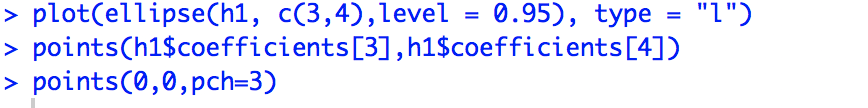 > plot(ellipse(h1, c(3,4),level = 0.95), type = "l")
> points(h1$coefficients[3],h1$coefficients[4])
> points(0,0,pch=3)